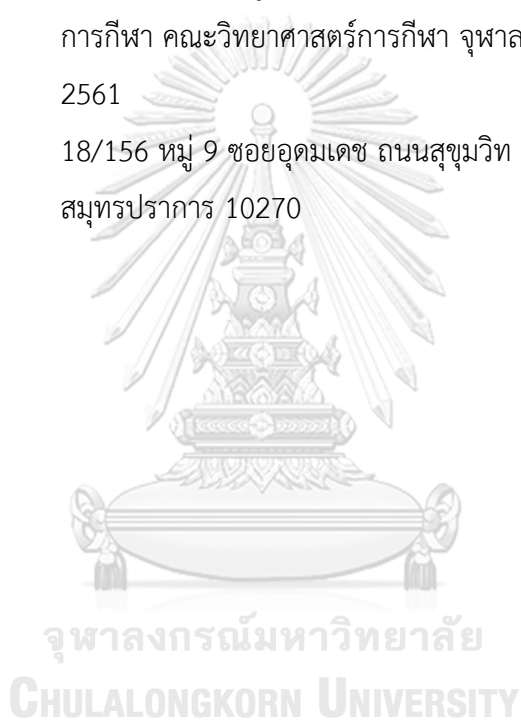 การกีฬา คณะวิทยาศาสตร์การกีฬา จุฬาล
2561
18/156 หมู่ 9 ซอยอุดมเดช ถนนสุขุมวิท
สมุทรปราการ 10270
จุฬาลงกรณ์มหาวิทยาลัย
CHULALONGKORN UNIVERSITY